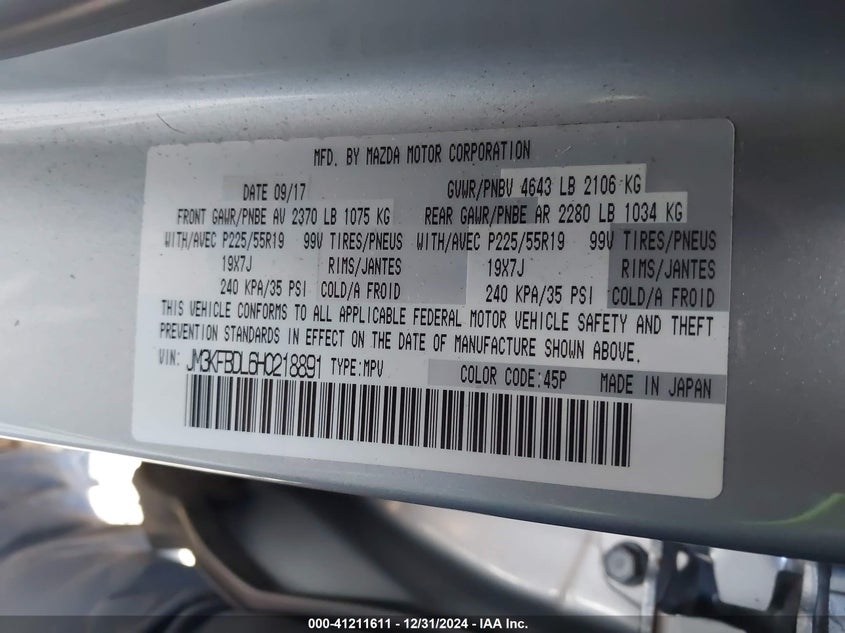 MFD. BY MAZDA MOTOR CORPORATION
DATE 09/17 GVWR/PNBV 4643 LB 2106 KG
FRONT GAWR/PNBE AV 2370 LB 1075 KG REAR GAWR/PNBE AR 2280 LB 1034 KG
WITH/AVEC P225/55R19 99V TIRES/PNEUS WITH/AVEC P225/55R19 99V TIRES/PNEUS
19X7J RIMS/JANTES 19X7J RIMS/JANTES
240 KPA/35 PSI COLD/A FROID 240 KPA/35 PSI COLD/A FROID
THIS VEHICLE CONFORMS TO ALL APPLICABLE FEDERAL MOTOR VEHICLE SAFETY AND THEFT
PREVENTION STANDARDS IN EFFECT ON THE DATE OF MANUFACTURE SHOWN ABOVE.
VIN: JM3KFBDL6H0218891 TYPE:MPV COLOR CODE:45P MADE IN JAPAN
000-41211611 - 12/31/2024 - IAA Inc.